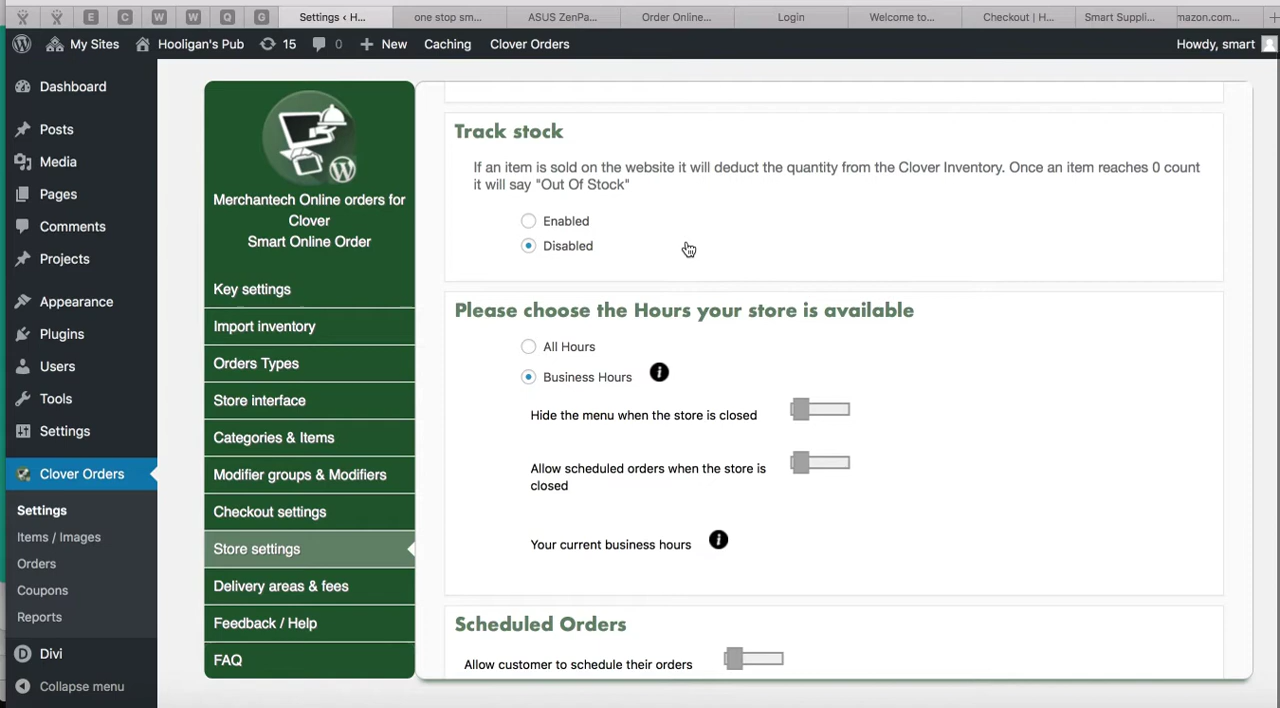 E
C
W
W
Q
G
Settings ‹ H...
one stop sm...
ASUS ZenPa...
Order Online...
Login
Welcome to...
Checkout | H...
Smart Suppli...
mazon.com...
My Sites
Hooligan's Pub
15
0
New
Caching
Clover Orders
Howdy, smart
Dashboard
Posts
Media
Pages
Comments
Projects
Appearance
Plugins
Users
Tools
Settings
Clover Orders
Settings
Items / Images
Orders
Coupons
Reports
Divi
Collapse menu
Merchantech Online orders for
Clover
Smart Online Order
Key settings
Import inventory
Orders Types
Store interface
Categories & Items
Modifier groups & Modifiers
Checkout settings
Store settings
Delivery areas & fees
Feedback / Help
FAQ
Track stock
If an item is sold on the website it will deduct the quantity from the Clover Inventory. Once an item reaches 0 count
it will say "Out Of Stock"
Enabled
Disabled
Please choose the Hours your store is available
All Hours
Business Hours
Hide the menu when the store is closed
Allow scheduled orders when the store is
closed
Your current business hours
Scheduled Orders
Allow customer to schedule their orders